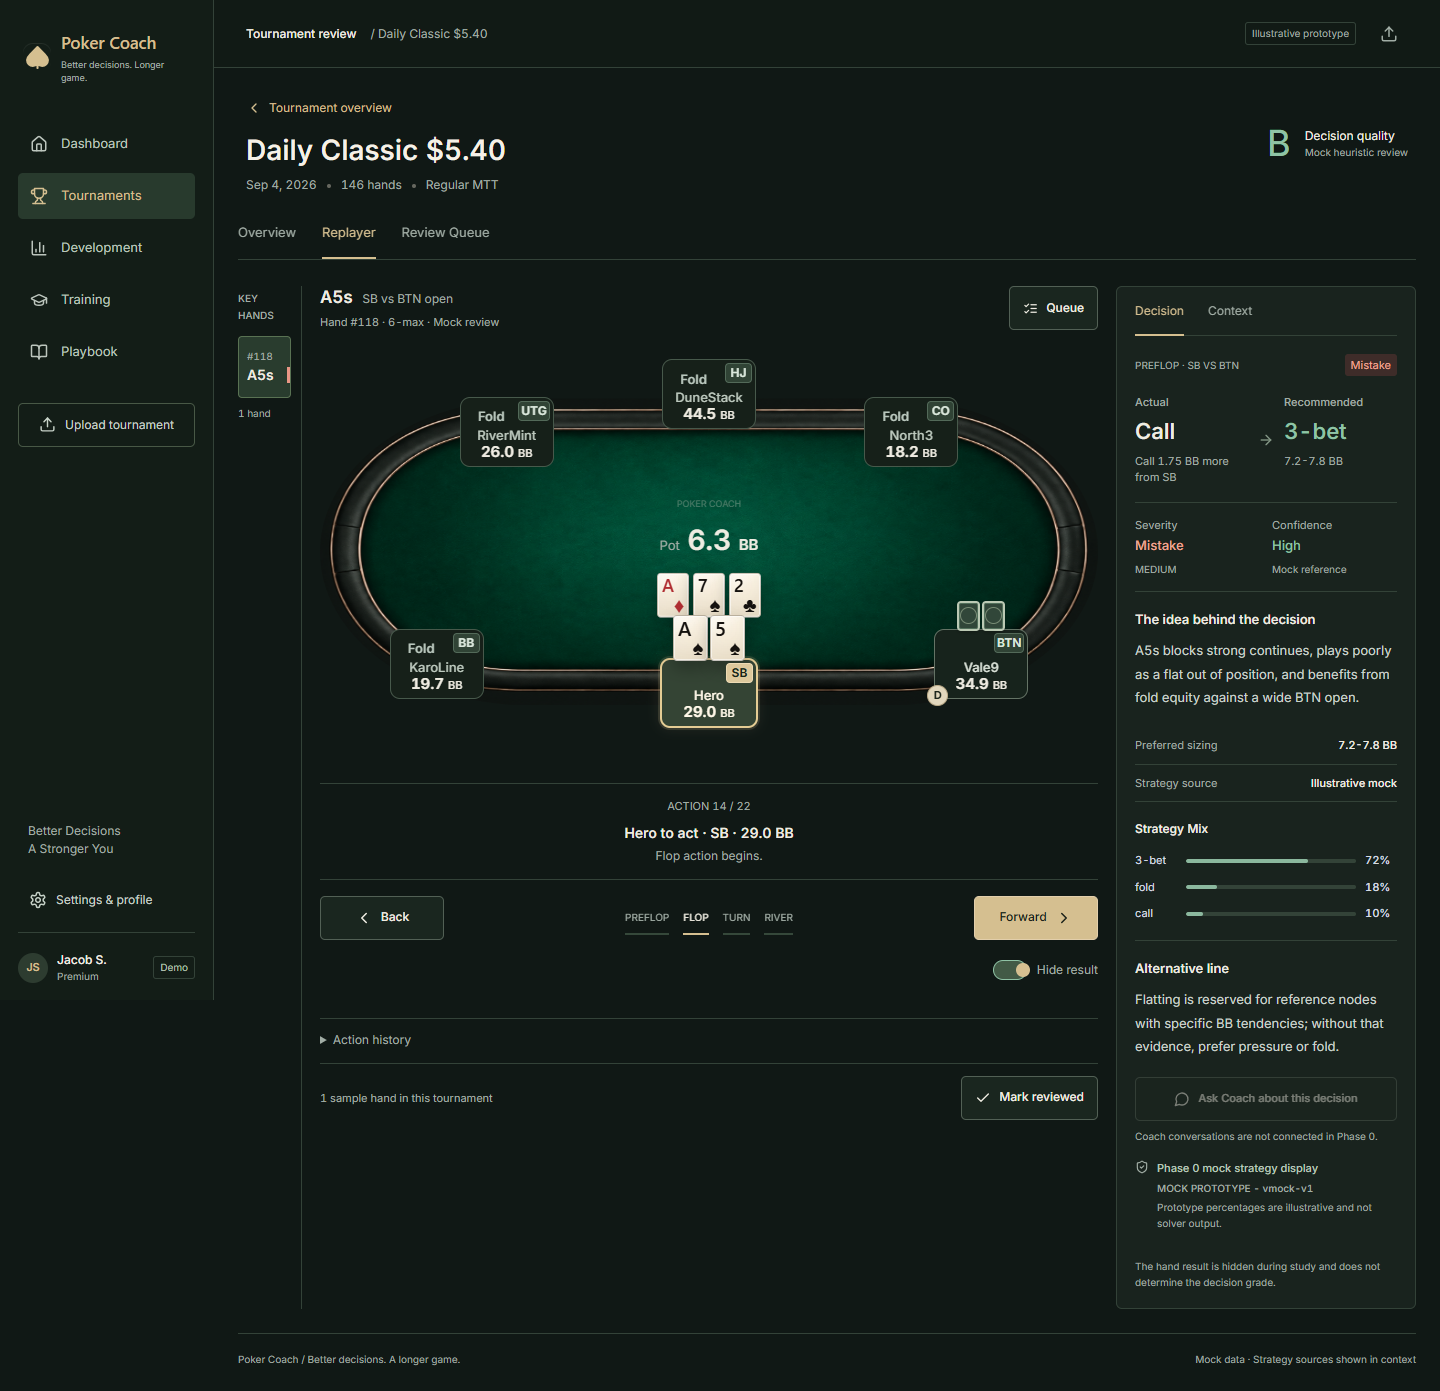 Poker Coach
Better decisions. Longer
game.
Dashboard
Tournaments
Development
Training
Playbook
Upload tournament
Better Decisions
A Stronger You
Settings & profile
JS
Jacob S.
Premium
Demo
Tournament review / Daily Classic $5.40
Illustrative prototype
Tournament overview
Daily Classic $5.40
Sep 4, 2026 • 146 hands • Regular MTT
B
Decision quality
Mock heuristic review
Overview
Replayer
Review Queue
KEY
HANDS
#118
A5s
1 hand
A5s SB vs BTN open
Hand #118 · 6-max · Mock review
Queue
Fold HJ
DuneStack
44.5 BB
Fold UTG
RiverMint
26.0 BB
Fold CO
North3
18.2 BB
POKER COACH
Pot 6.3 BB
A 7 2
A 5
Fold BB
KaroLine
19.7 BB
SB
Hero
29.0 BB
BTN
Vale9
34.9 BB
D
ACTION 14 / 22
Hero to act · SB · 29.0 BB
Flop action begins.
Back
PREFLOP FLOP TURN RIVER
Forward
Hide result
Action history
1 sample hand in this tournament
Mark reviewed
Decision
Context
PREFLOP · SB VS BTN
Mistake
Actual
Call
Call 1.75 BB more
from SB
Recommended
3-bet
7.2-7.8 BB
Severity
Mistake
MEDIUM
Confidence
High
Mock reference
The idea behind the decision
A5s blocks strong continues, plays poorly
as a flat out of position, and benefits from
fold equity against a wide BTN open.
Preferred sizing 7.2-7.8 BB
Strategy source Illustrative mock
Strategy Mix
3-bet 72%
fold 18%
call 10%
Alternative line
Flatting is reserved for reference nodes
with specific BB tendencies; without that
evidence, prefer pressure or fold.
Ask Coach about this decision
Coach conversations are not connected in Phase 0.
Phase 0 mock strategy display
MOCK PROTOTYPE - vmock-v1
Prototype percentages are illustrative and not
solver output.
The hand result is hidden during study and does not
determine the decision grade.
Poker Coach / Better decisions. A longer game.
Mock data · Strategy sources shown in context